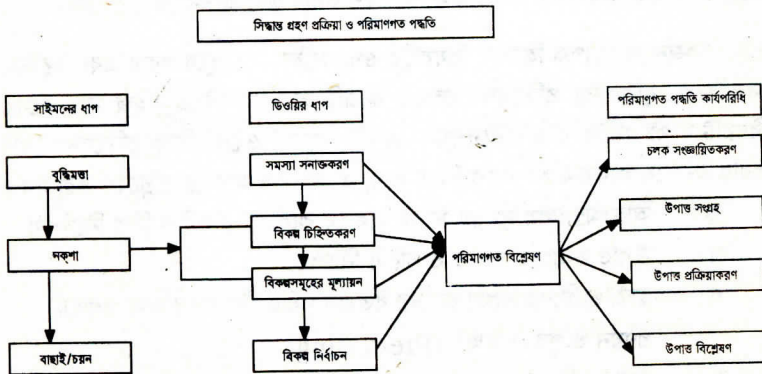 সিদ্ধান্ত গ্রহণ প্রক্রিয়া ও পরিমাণগত পদ্ধতি
সাইমনের ধাপ
ডিওয়ির ধাপ
পরিমাণগত পদ্ধতি কার্যপরিধি
বুদ্ধিমত্তা
সমস্যা সনাক্তকরণ
চলক সংজ্ঞায়িতকরণ
নক্শা
বিকল্প চিহ্নিতকরণ
পরিমাণগত বিশ্লেষণ
উপাত্ত সংগ্রহ
বিকল্পসমূহের মূল্যায়ন
উপাত্ত প্রক্রিয়াকরণ
বাছাই/চয়ন
বিকল্প নির্বাচন
উপাত্ত বিশ্লেষণ